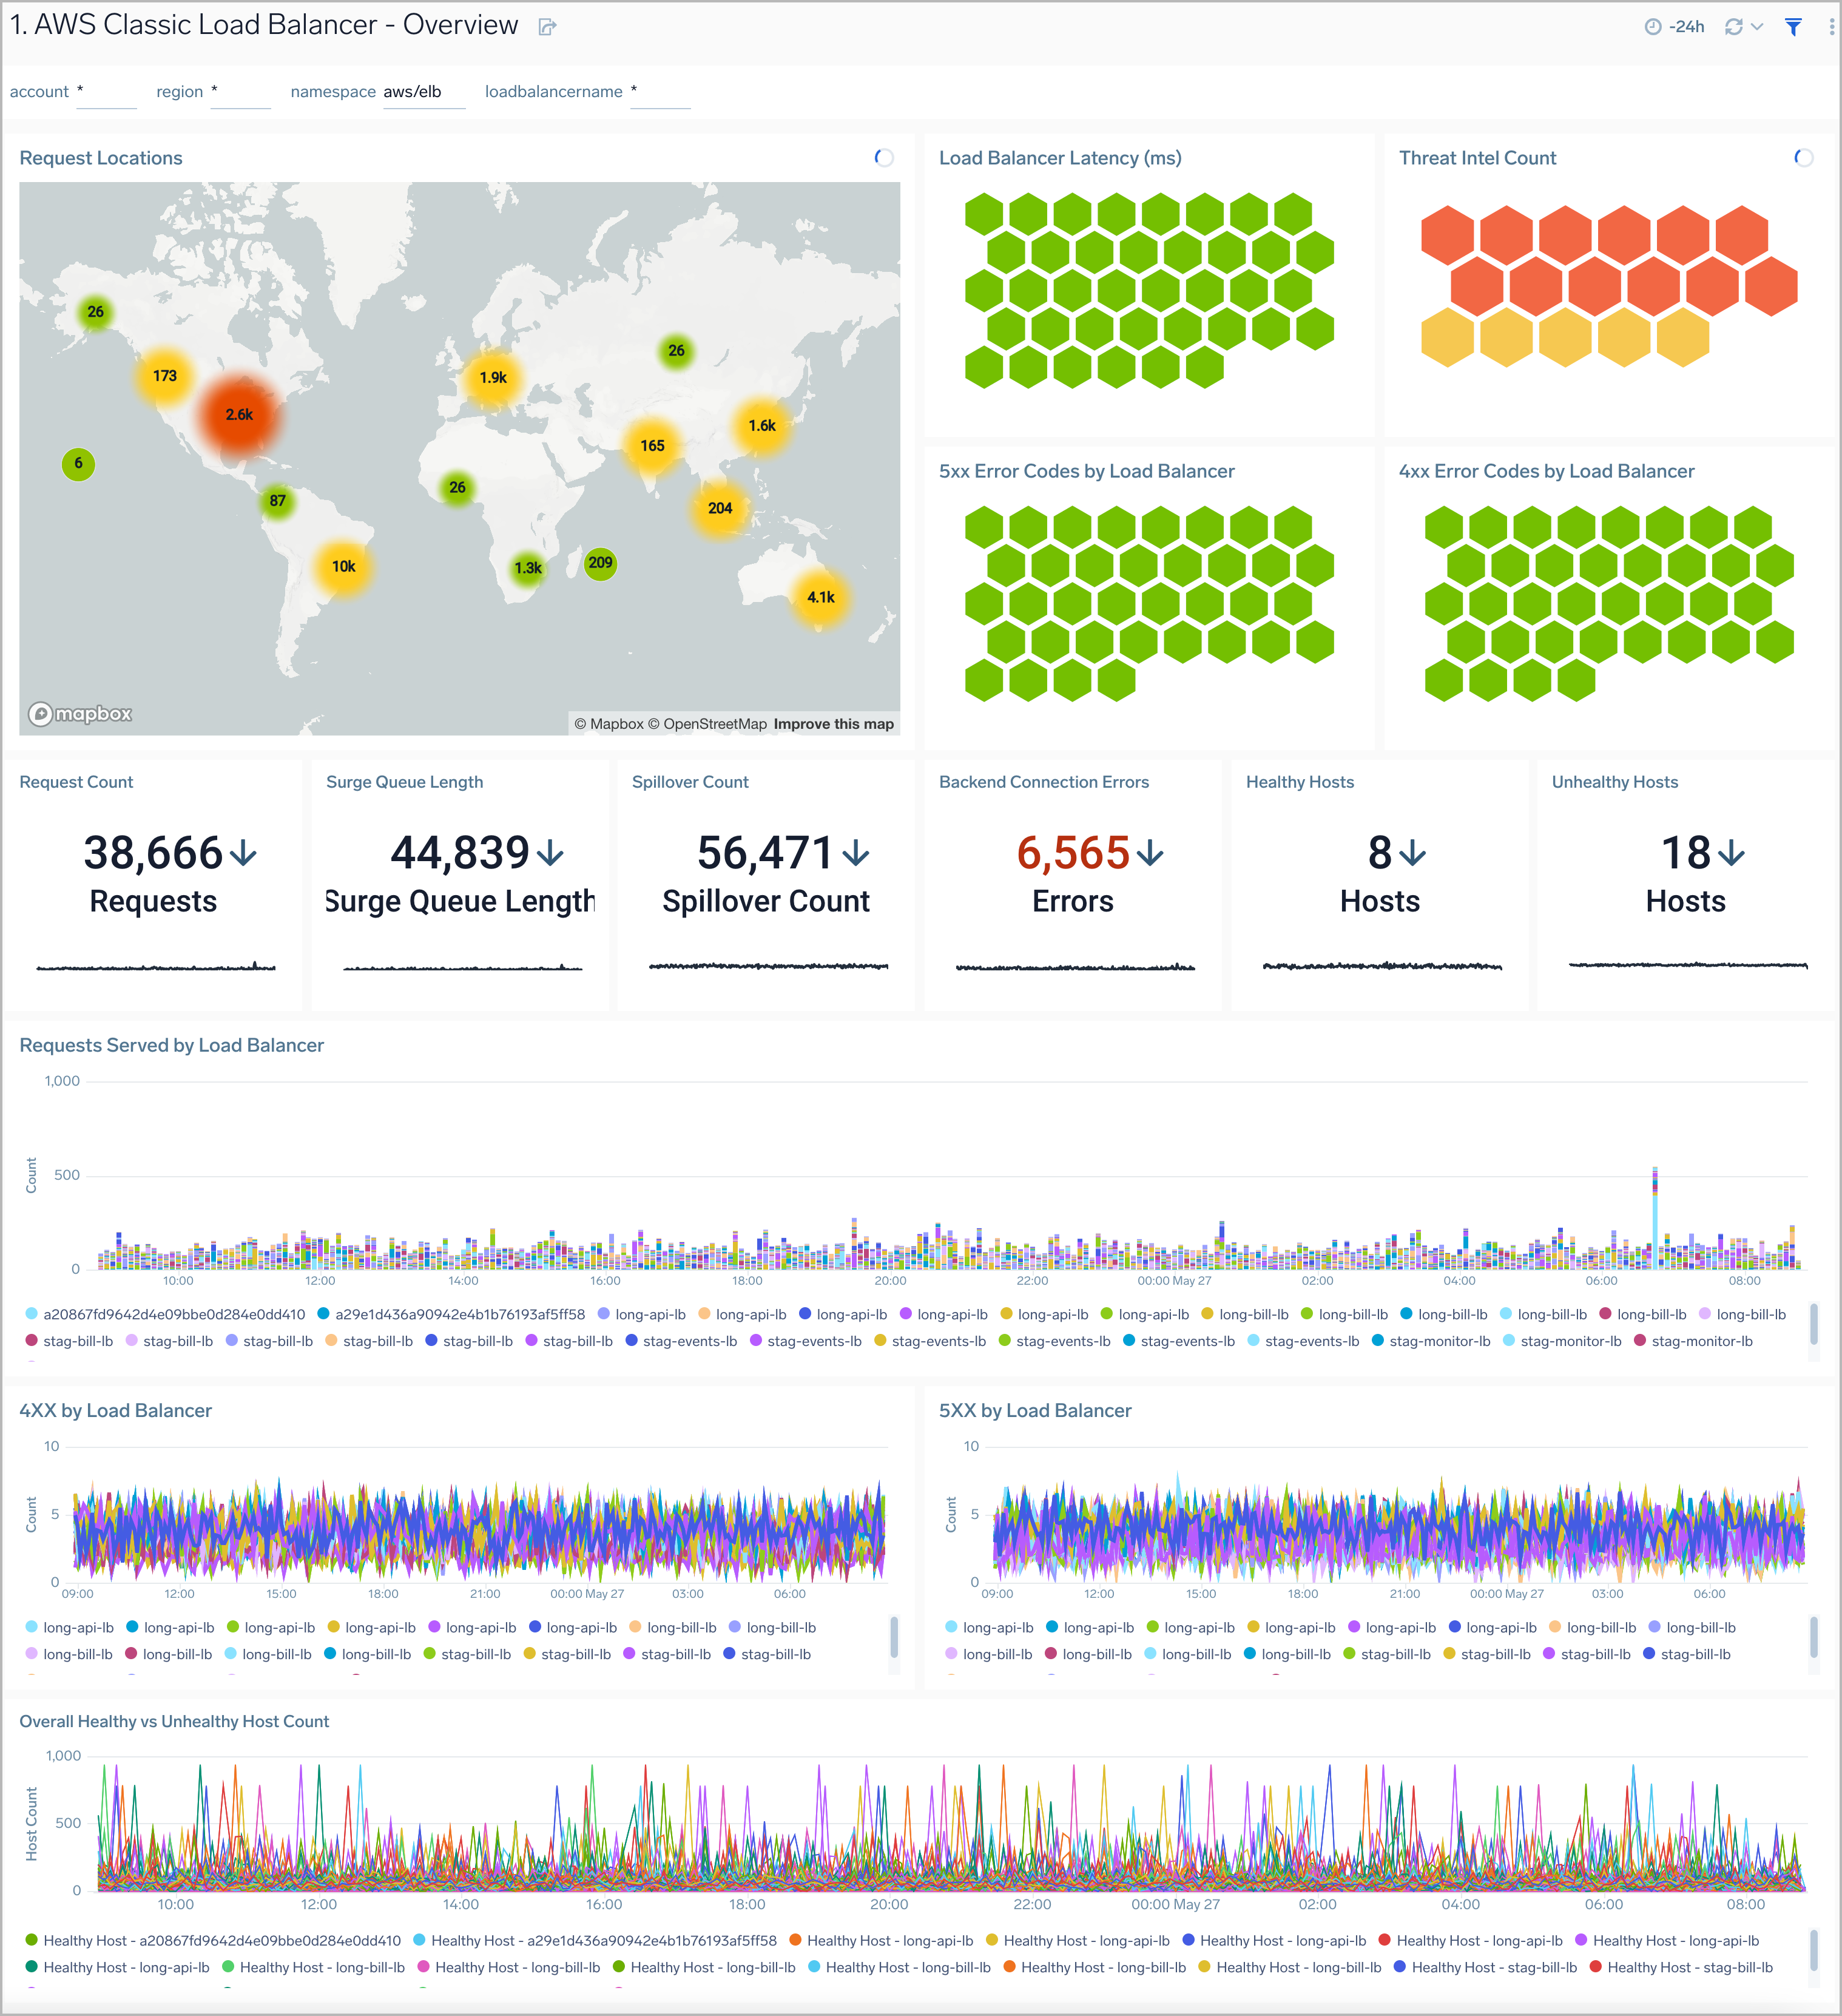 1. AWS Classic Load Balancer - Overview
-24h
account * region * namespace aws/elb loadbalancername *
Request Locations
26
173
2.6k
6
87
10k
1.9k
26
26
165
1.6k
204
1.3k
209
4.1k
mapbox
© Mapbox © OpenStreetMap Improve this map
Load Balancer Latency (ms)
Threat Intel Count
5xx Error Codes by Load Balancer
4xx Error Codes by Load Balancer
Request Count
38,666
Requests
Surge Queue Length
44,839
Surge Queue Length
Spillover Count
56,471
Spillover Count
Backend Connection Errors
6,565
Errors
Healthy Hosts
8
Hosts
Unhealthy Hosts
18
Hosts
Requests Served by Load Balancer
1,000
500
0
Count
10:00 12:00 14:00 16:00 18:00 20:00 22:00 00:00 May 27 02:00 04:00 06:00 08:00
a20867fd9642d4e09bbe0d284e0dd410 a29e1d436a90942e4b1b76193af5ff58 long-api-lb long-api-lb long-api-lb long-api-lb long-api-lb long-api-lb long-bill-lb long-bill-lb long-bill-lb long-bill-lb long-bill-lb long-bill-lb
stag-bill-lb stag-bill-lb stag-bill-lb stag-bill-lb stag-bill-lb stag-bill-lb stag-events-lb stag-events-lb stag-events-lb stag-events-lb stag-events-lb stag-events-lb stag-monitor-lb stag-monitor-lb stag-monitor-lb
4XX by Load Balancer
10
5
0
Count
09:00 12:00 15:00 18:00 21:00 00:00 May 27 03:00 06:00
long-api-lb long-api-lb long-api-lb long-api-lb long-api-lb long-api-lb long-bill-lb long-bill-lb
long-bill-lb long-bill-lb long-bill-lb long-bill-lb stag-bill-lb stag-bill-lb stag-bill-lb stag-bill-lb
5XX by Load Balancer
10
5
0
Count
09:00 12:00 15:00 18:00 21:00 00:00 May 27 03:00 06:00
long-api-lb long-api-lb long-api-lb long-api-lb long-api-lb long-api-lb long-bill-lb long-bill-lb
long-bill-lb long-bill-lb long-bill-lb long-bill-lb stag-bill-lb stag-bill-lb stag-bill-lb stag-bill-lb
Overall Healthy vs Unhealthy Host Count
1,000
500
0
Host Count
10:00 12:00 14:00 16:00 18:00 20:00 22:00 00:00 May 27 02:00 04:00 06:00 08:00
Healthy Host - a20867fd9642d4e09bbe0d284e0dd410 Healthy Host - a29e1d436a90942e4b1b76193af5ff58 Healthy Host - long-api-lb Healthy Host - long-api-lb Healthy Host - long-api-lb Healthy Host - long-api-lb Healthy Host - long-api-lb
Healthy Host - long-api-lb Healthy Host - long-bill-lb Healthy Host - long-bill-lb Healthy Host - long-bill-lb Healthy Host - long-bill-lb Healthy Host - long-bill-lb Healthy Host - long-bill-lb Healthy Host - stag-bill-lb Healthy Host - stag-bill-lb